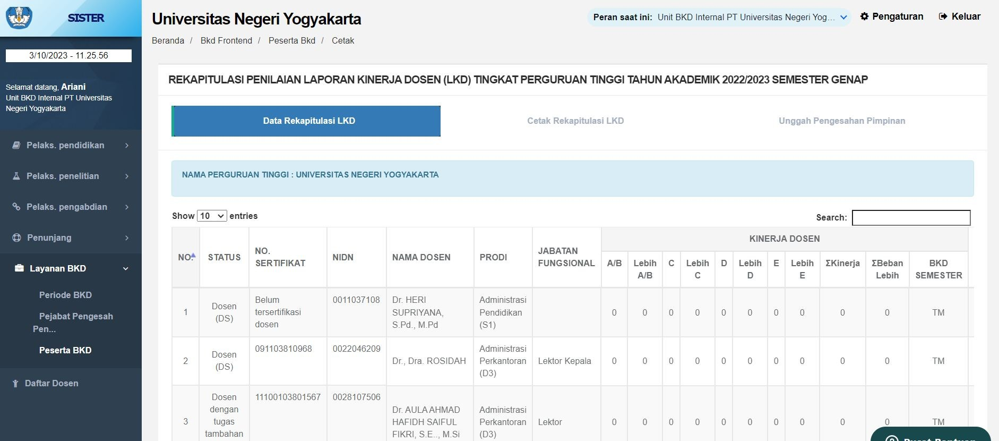 SISTER
Universitas Negeri Yogyakarta
Peran saat ini: Unit BKD Internal PT Universitas Negeri Yog...
Pengaturan
Keluar
Beranda / Bkd Frontend / Peserta Bkd / Cetak
3/10/2023 - 11.25.56
Selamat datang, Ariani
Unit BKD Internal PT Universitas
Negeri Yogyakarta
Pelaks. pendidikan
Pelaks. penelitian
Pelaks. pengabdian
Penunjang
Layanan BKD
Periode BKD
Pejabat Pengesah
Pen...
Peserta BKD
Daftar Dosen
REKAPITULASI PENILAIAN LAPORAN KINERJA DOSEN (LKD) TINGKAT PERGURUAN TINGGI TAHUN AKADEMIK 2022/2023 SEMESTER GENAP
Data Rekapitulasi LKD
Cetak Rekapitulasi LKD
Unggah Pengesahan Pimpinan
NAMA PERGURUAN TINGGI : UNIVERSITAS NEGERI YOGYAKARTA
Show 10 entries
Search:
NO.
STATUS
NO.
SERTIFIKAT
NIDN
NAMA DOSEN
PRODI
JABATAN
FUNGSIONAL
KINERJA DOSEN
A/B
Lebih
A/B
C
Lebih
C
D
Lebih
D
E
Lebih
E
ΣKinerja
ΣBeban
Lebih
BKD
SEMESTER
1
Dosen
(DS)
Belum
tersertifikasi
dosen
0011037108
Dr. HERI
SUPRIYANA,
S.Pd., M.Pd
Administrasi
Pendidikan
(S1)
0 0 0 0 0 0 0 0 0 0 TM
2
Dosen
(DS)
091103810968
0022046209
Dr., Dra. ROSIDAH
Administrasi
Perkantoran
(D3)
Lektor Kepala
0 0 0 0 0 0 0 0 0 0 TM
3
Dosen
dengan
tugas
tambahan
11100103801567
0028107506
Dr. AULA AHMAD
HAFIDH SAIFUL
FIKRI, S.E.., M.Si
Administrasi
Perkantoran
(D3)
Lektor
0 0 0 0 0 0 0 0 0 0 TM
Pusat Bantuan